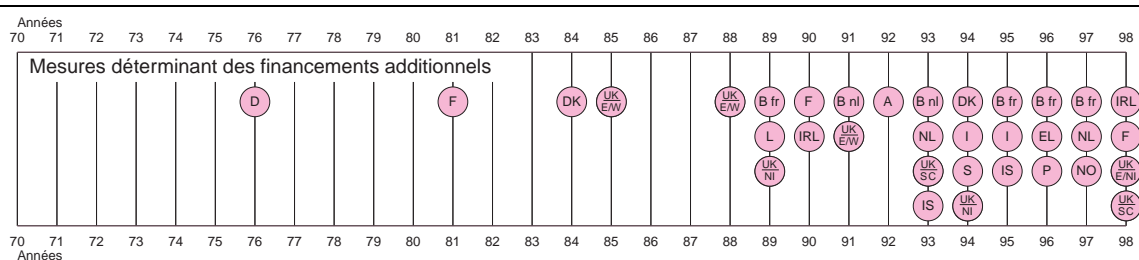 Années
70 71 72 73 74 75 76 77 78 79 80 81 82 83 84 85 86 87 88 89 90 91 92 93 94 95 96 97 98
Mesures déterminant des financements additionnels
D F DK UK E/W UK E/W B fr F B nl A B nl DK B fr B fr B fr IRL
L IRL UK E/W NL I I EL NL F
UK NI UK SC S IS P NO UK E/NI
IS UK NI UK SC
70 71 72 73 74 75 76 77 78 79 80 81 82 83 84 85 86 87 88 89 90 91 92 93 94 95 96 97 98
Années